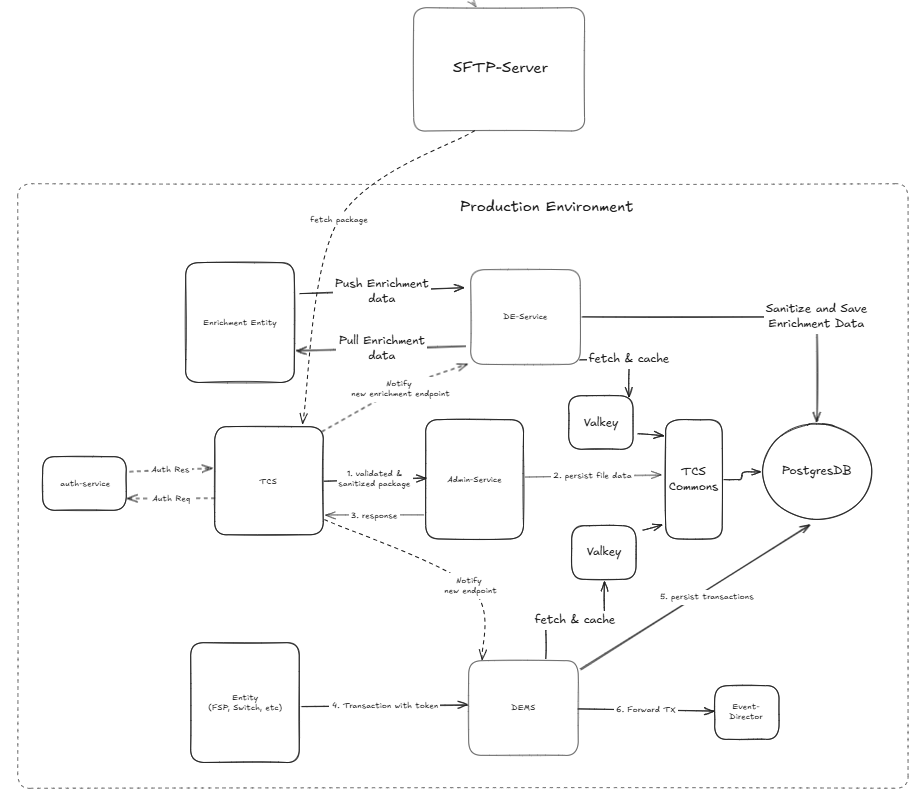 SFTP-Server
Production Environment
fetch package
Enrichment Entity
Push Enrichment
data
DE-Service
Sanitize and Save
Enrichment Data
Pull Enrichment
data
fetch & cache
Notify
new enrichment endpoint
Valkey
auth-service
Auth Res
Auth Req
TCS
1. validated &
sanitized package
Admin-Service
2. persist file data
TCS
Commons
PostgresDB
3. response
Valkey
Notify
new endpoint
5. persist transactions
fetch & cache
Entity
(FSP, Switch, etc)
4. Transaction with token
DEMS
6. Forward TX
Event-
Director